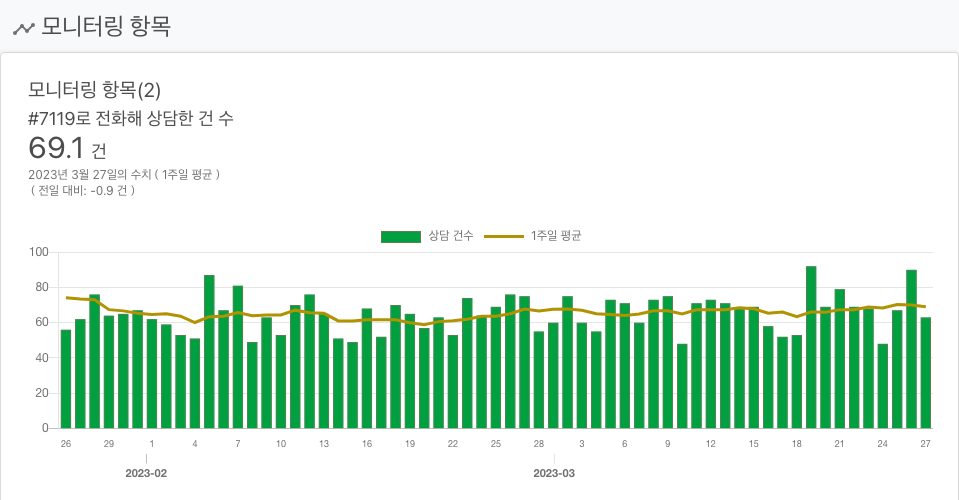 모니터링 항목
모니터링 항목(2)
#7119로 전화해 상담한 건 수
69.1 건
2023년 3월 27일의 수치 ( 1주일 평균 )
( 전일 대비: -0.9 건 )
상담 건수 1주일 평균
100
80
60
40
20
0
26 29 1 4 7 10 13 16 19 22 25 28 3 6 9 12 15 18 21 24 27
2023-02 2023-03